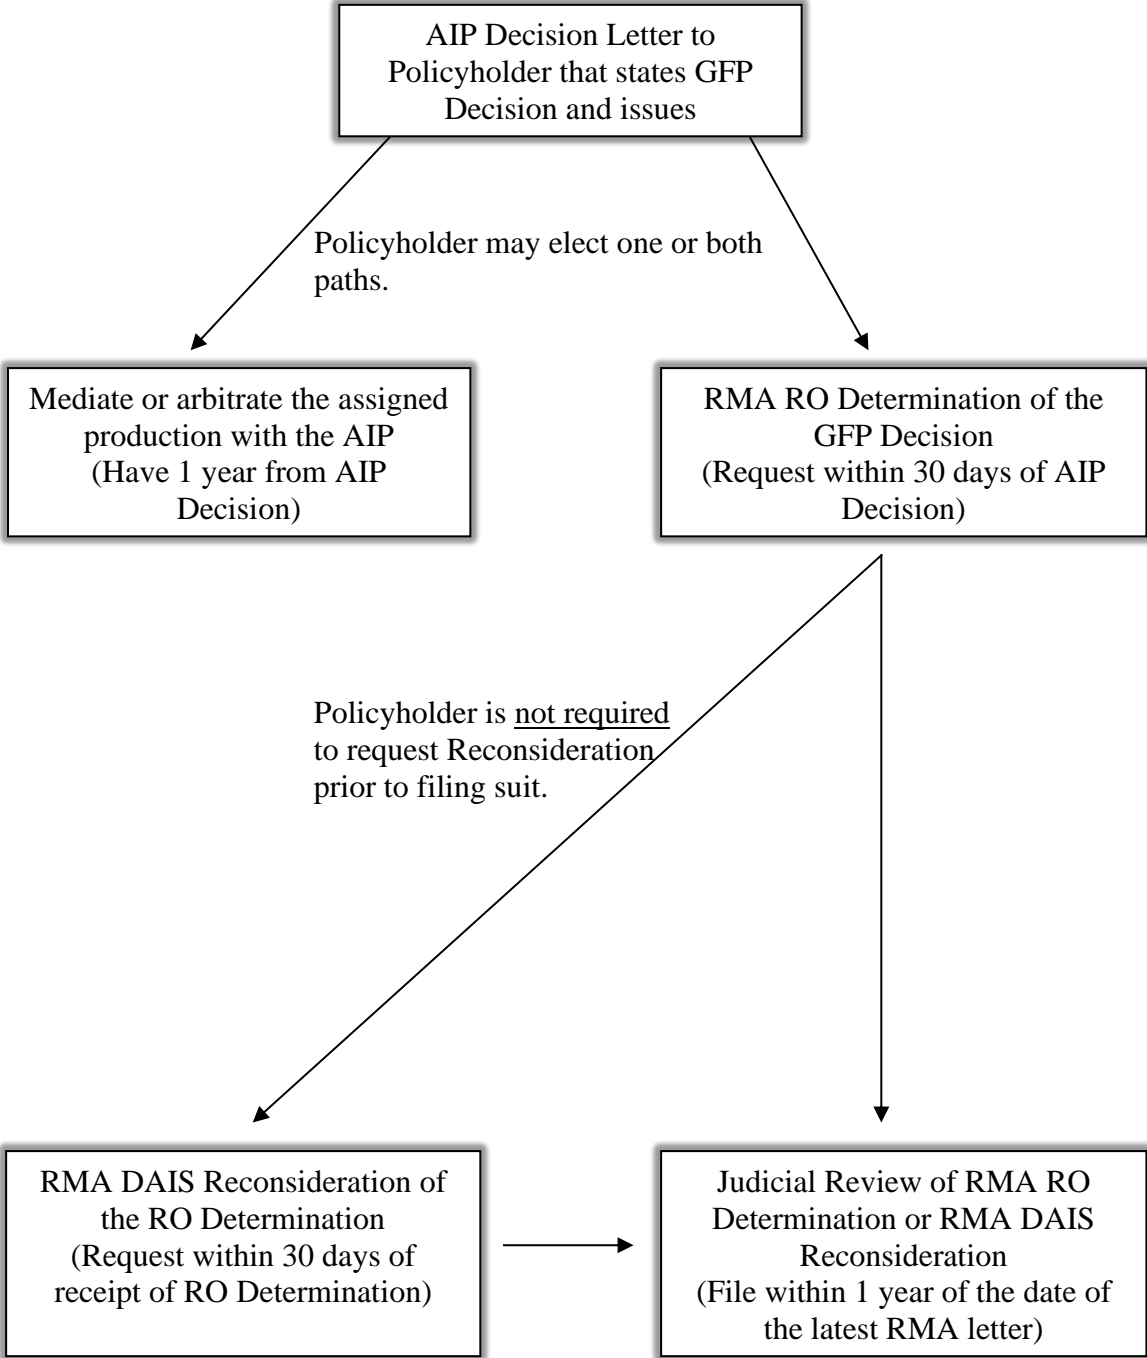 AIP Decision Letter to
Policyholder that states GFP
Decision and issues
Policyholder may elect one or both
paths.
Mediate or arbitrate the assigned
production with the AIP
(Have 1 year from AIP
Decision)
RMA RO Determination of the
GFP Decision
(Request within 30 days of AIP
Decision)
Policyholder is not required
to request Reconsideration
prior to filing suit.
RMA DAIS Reconsideration of
the RO Determination
(Request within 30 days of
receipt of RO Determination)
Judicial Review of RMA RO
Determination or RMA DAIS
Reconsideration
(File within 1 year of the date of
the latest RMA letter)